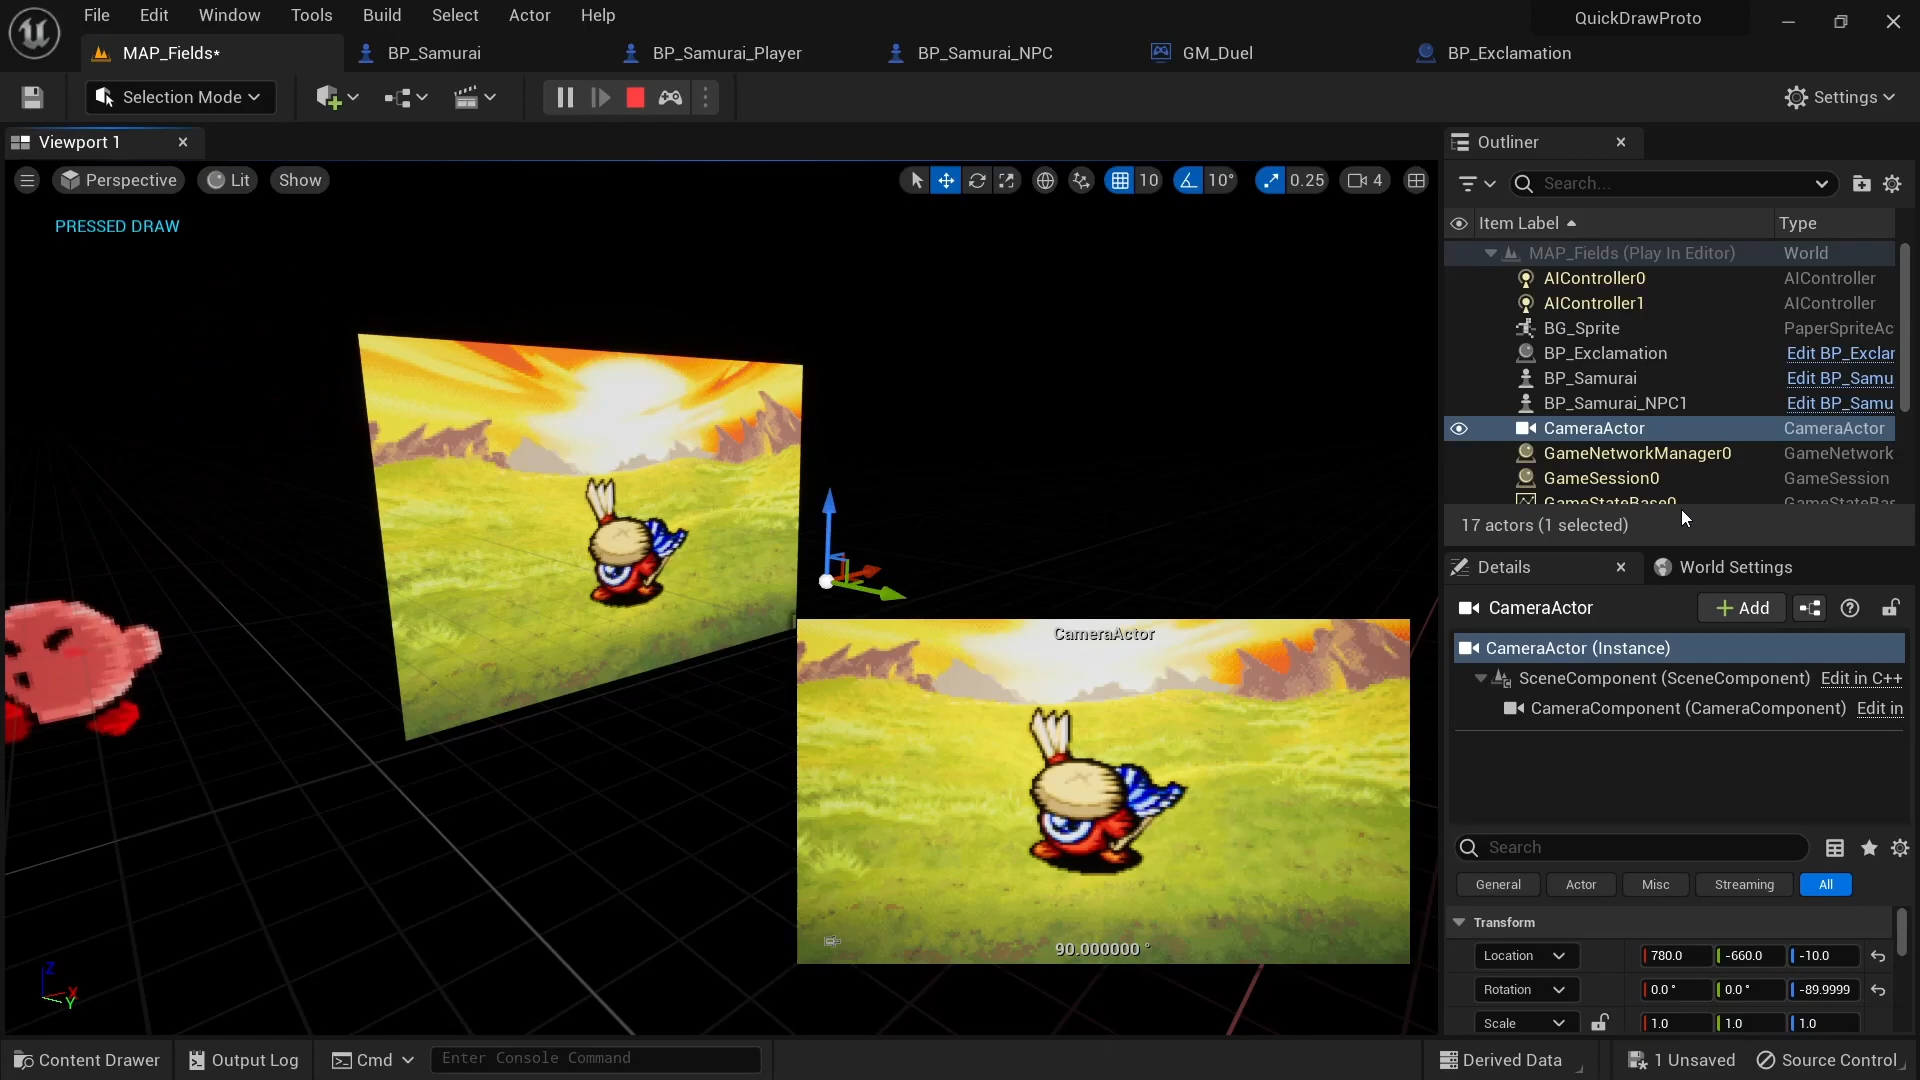 File Edit Window Tools Build Select Actor Help
QuickDrawProto
MAP_Fields* BP_Samurai BP_Samurai_Player BP_Samurai_NPC GM_Duel BP_Exclamation
Selection Mode
Settings
Viewport 1
Perspective Lit Show
10 10° 0.25 4
PRESSED DRAW
Outliner
Search...
Item Label Type
MAP_Fields (Play In Editor) World
AIController0 AIController
AIController1 AIController
BG_Sprite PaperSpriteAc
BP_Exclamation Edit BP_Exclar
BP_Samurai Edit BP_Samu
BP_Samurai_NPC1 Edit BP_Samu
CameraActor CameraActor
GameNetworkManager0 GameNetwork
GameSession0 GameSession
GameStateBase0 GameStateBas
17 actors (1 selected)
Details World Settings
CameraActor Add
CameraActor (Instance)
SceneComponent (SceneComponent) Edit in C++
CameraComponent (CameraComponent) Edit in
Search
General Actor Misc Streaming All
Transform
Location 780.0 -660.0 -10.0
Rotation 0.0 ° 0.0 ° -89.9999
Scale 1.0 1.0 1.0
CameraActor
90.000000 °
Z
X
Y
Content Drawer Output Log Cmd Enter Console Command
Derived Data 1 Unsaved Source Control